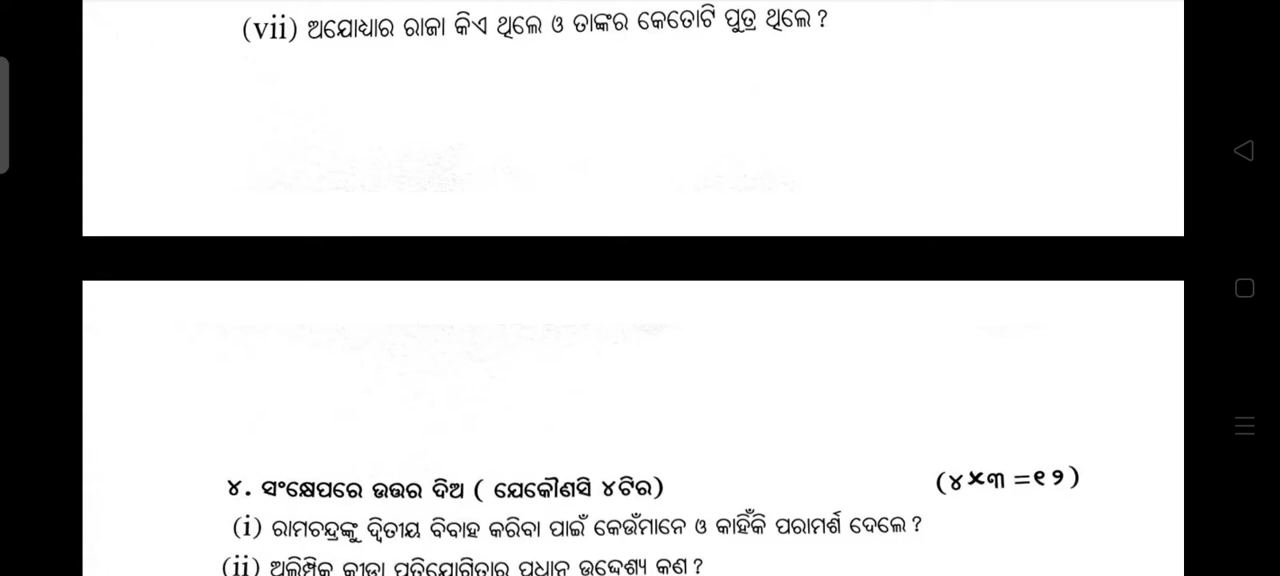 (vii) ଅଯୋଧ୍ୟାର ରାଜା କିଏ ଥିଲେ ଓ ତାଙ୍କର କେତୋଟି ପୁତ୍ର ଥିଲେ ?
୪. ସଂକ୍ଷେପରେ ଉତ୍ତର ଦିଅ ( ଯେକୌଣସି ୪ଟିର) (୪×୩ =୧୨)
(i) ରାମଚନ୍ଦ୍ରଙ୍କୁ ଦ୍ୱିତୀୟ ବିବାହ କରିବା ପାଇଁ କେଉଁମାନେ ଓ କାହିଁକି ପରାମର୍ଶ ଦେଲେ ?
(ii) ଅଲିମ୍ପିକ୍ କ୍ରୀଡା ପ୍ରତିଯୋଗିତାର ପ୍ରଧାନ ଉଦ୍ଦେଶ୍ୟ କଣ ?